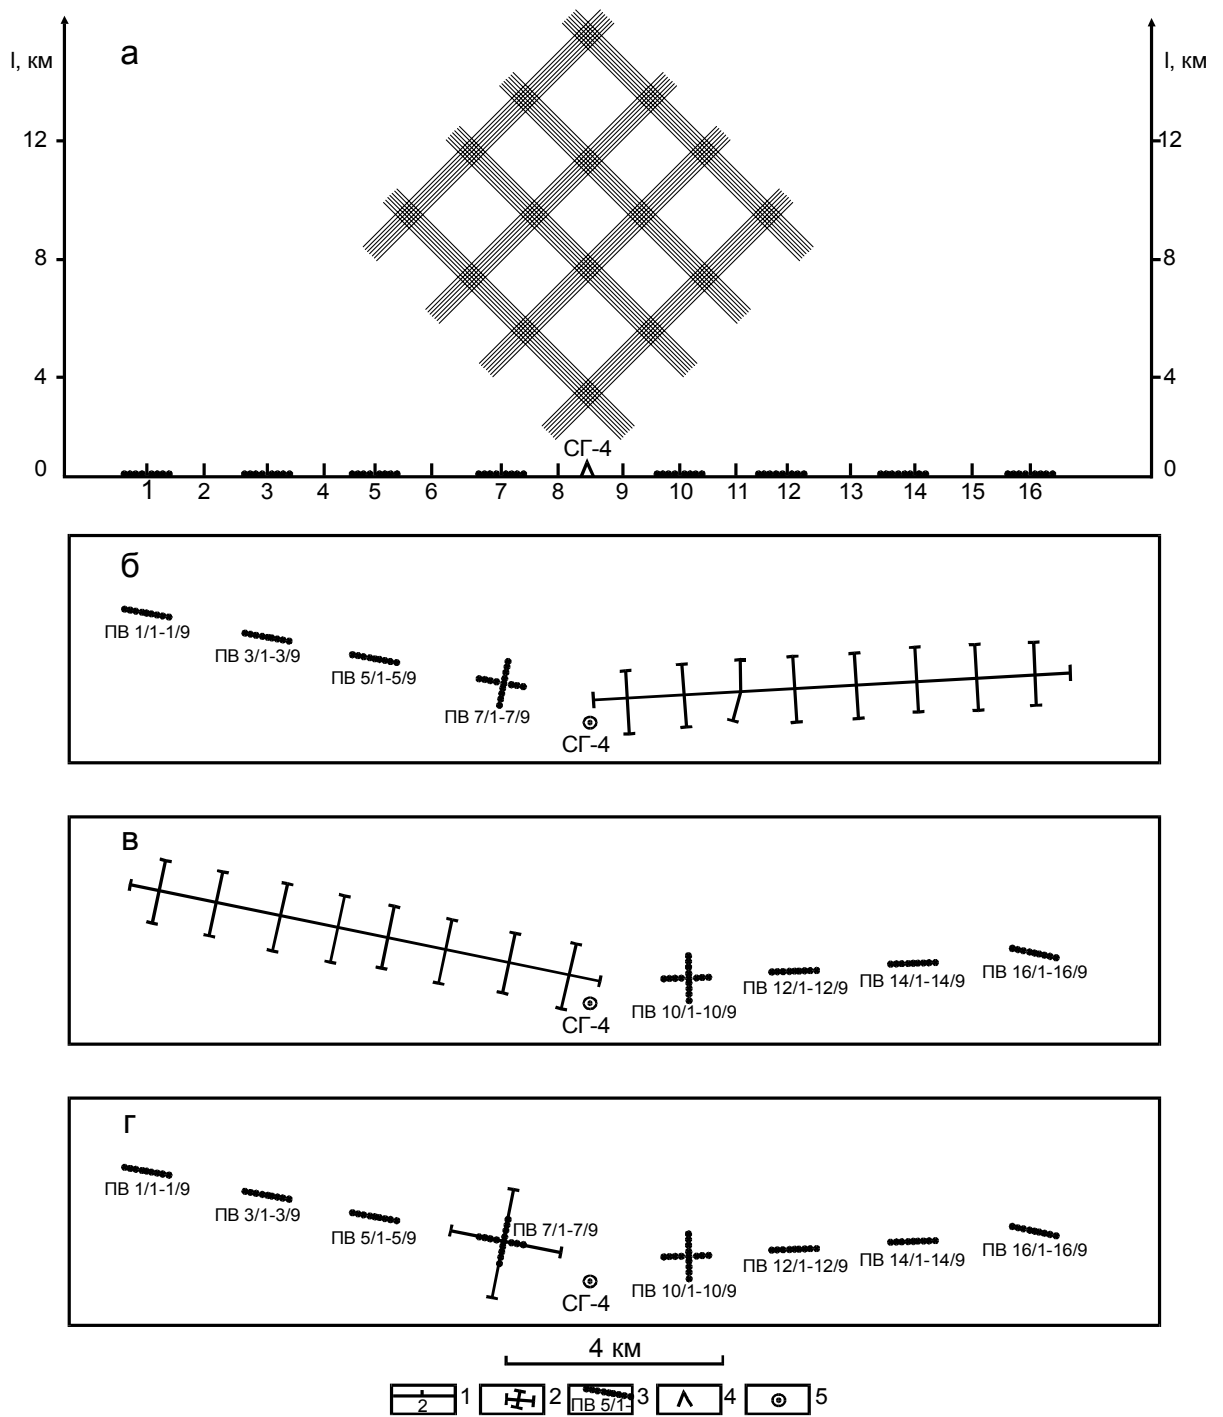 а
l, км
l, км
12
12
8
8
4
4
СГ-4
0
0
1 2 3 4 5 6 7 8 9 10 11 12 13 14 15 16
б
ПВ 1/1-1/9
ПВ 3/1-3/9
ПВ 5/1-5/9
ПВ 7/1-7/9
СГ-4
в
СГ-4
ПВ 10/1-10/9
ПВ 12/1-12/9
ПВ 14/1-14/9
ПВ 16/1-16/9
г
ПВ 1/1-1/9
ПВ 3/1-3/9
ПВ 5/1-5/9
ПВ 7/1-7/9
СГ-4
ПВ 10/1-10/9
ПВ 12/1-12/9
ПВ 14/1-14/9
ПВ 16/1-16/9
4 км
2 1 2 ПВ 5/1- 3 4 5